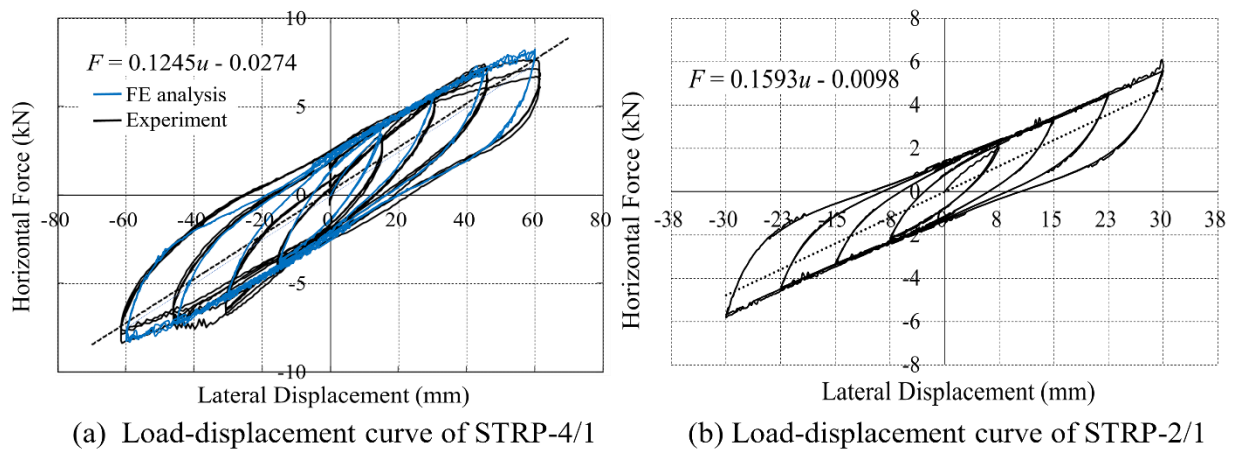 10
F = 0.1245u - 0.0274
FE analysis
Experiment
5
0
-80 -60 -40 -20 0 20 40 60 80
-5
-10
Horizontal Force (kN)
Lateral Displacement (mm)
(a) Load-displacement curve of STRP-4/1
8
6
F = 0.1593u - 0.0098
4
2
0
-38 -30 -23 -15 -8 0 8 15 23 30 38
-2
-4
-6
-8
Horizontal Force (kN)
Lateral Displacement (mm)
(b) Load-displacement curve of STRP-2/1